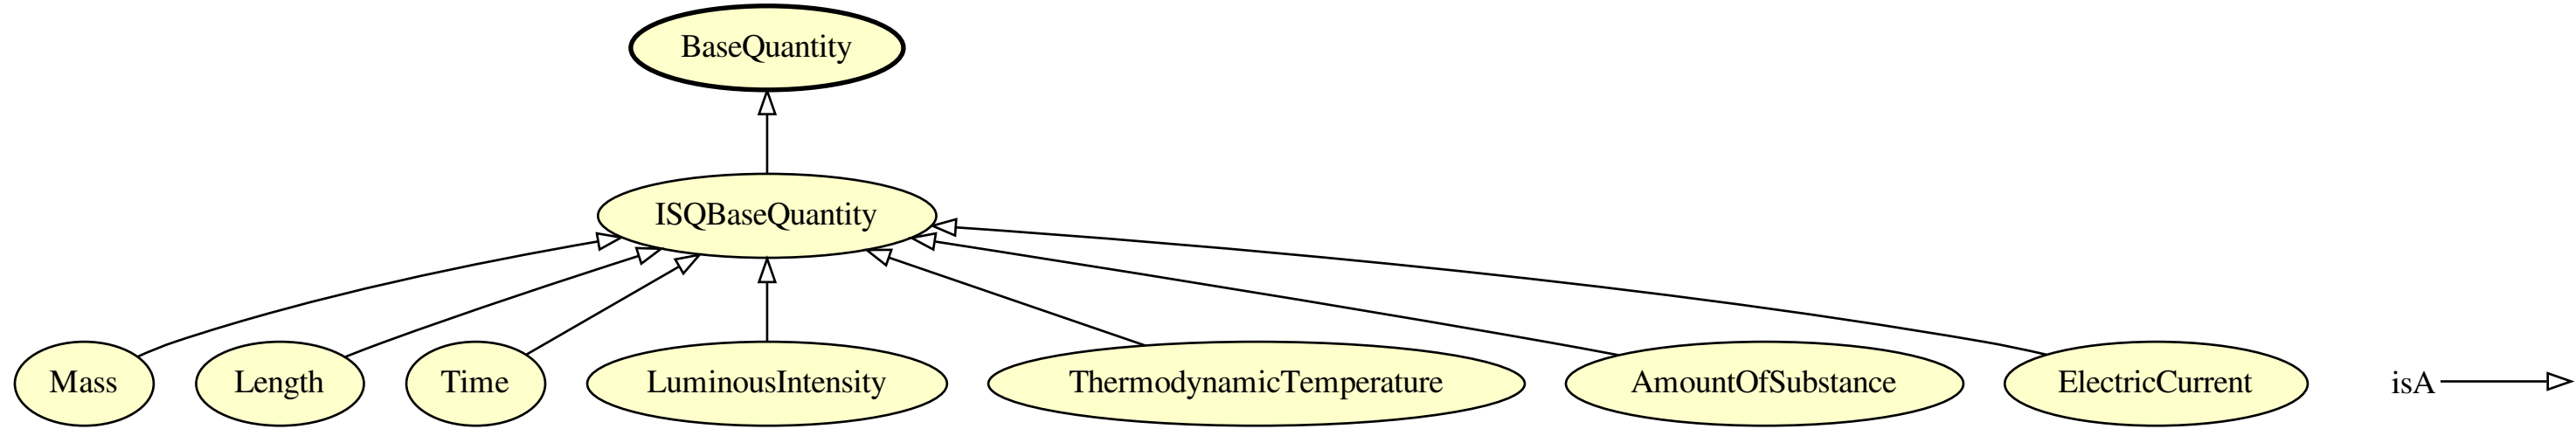 BaseQuantity
ISQBaseQuantity
Mass
Length
Time
LuminousIntensity
ThermodynamicTemperature
AmountOfSubstance
ElectricCurrent
isA